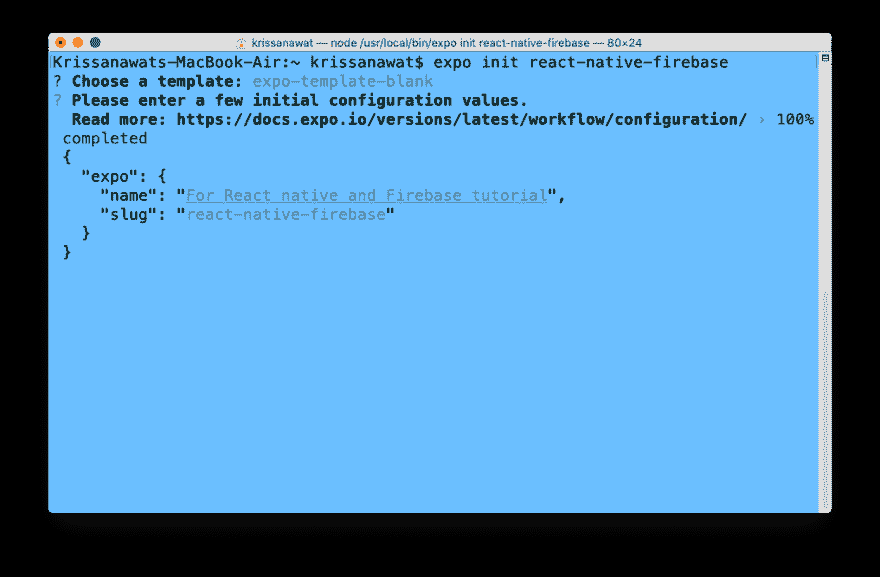 krissanawat — node /usr/local/bin/expo init react-native-firebase — 80×24
Krissanawats-MacBook-Air:~ krissanawat$ expo init react-native-firebase
? Choose a template: expo-template-blank
? Please enter a few initial configuration values.
Read more: https://docs.expo.io/versions/latest/workflow/configuration/ › 100%
completed
{
"expo": {
"name": "For React native and Firebase tutorial",
"slug": "react-native-firebase"
}
}